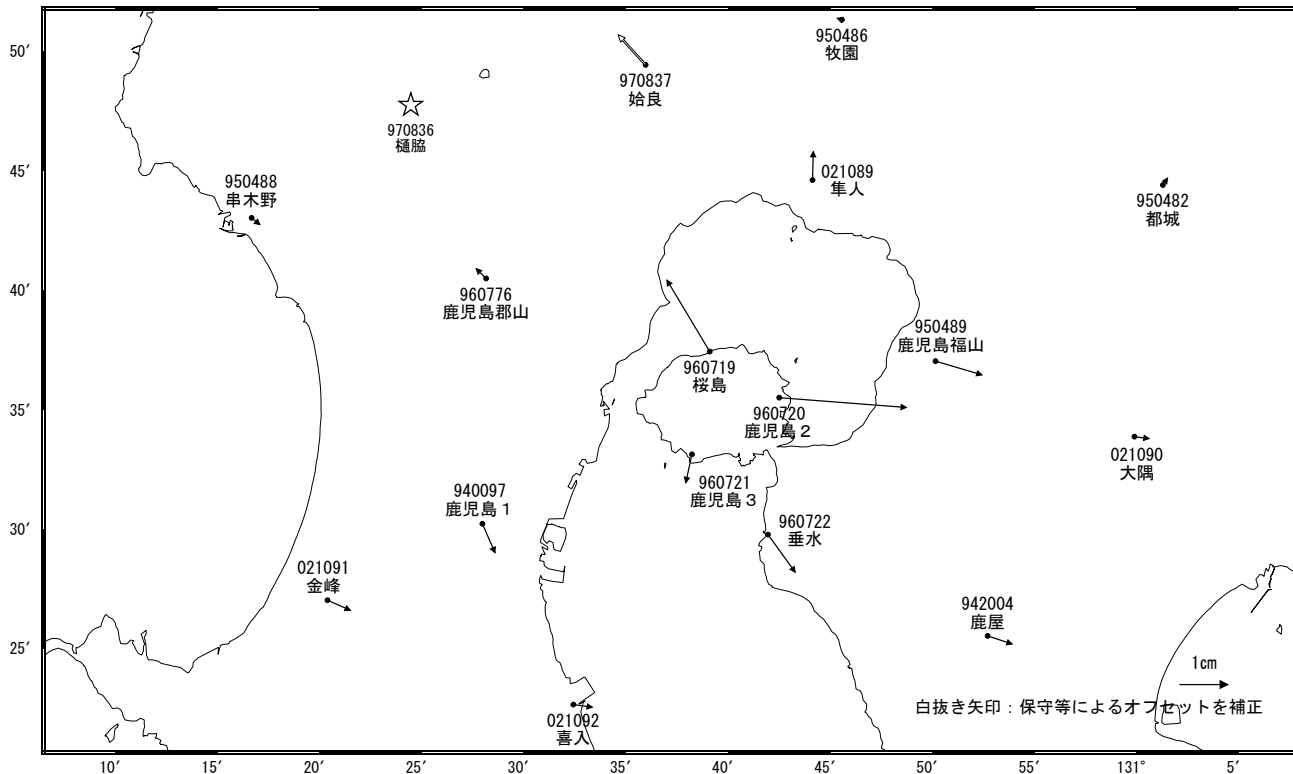 50′
45′
40′
35′
30′
25′
950486
牧園
970837
姶良
970836
樋脇
021089
隼人
950488
串木野
950482
都城
960776
鹿児島郡山
950489
鹿児島福山
960719
桜島
960720
鹿児島２
021090
大隅
960721
鹿児島３
940097
鹿児島１
960722
垂水
021091
金峰
942004
鹿屋
1cm
021092
喜入
白抜き矢印：保守等によるオフセットを補正
10′ 15′ 20′ 25′ 30′ 35′ 40′ 45′ 50′ 55′ 131° 5′